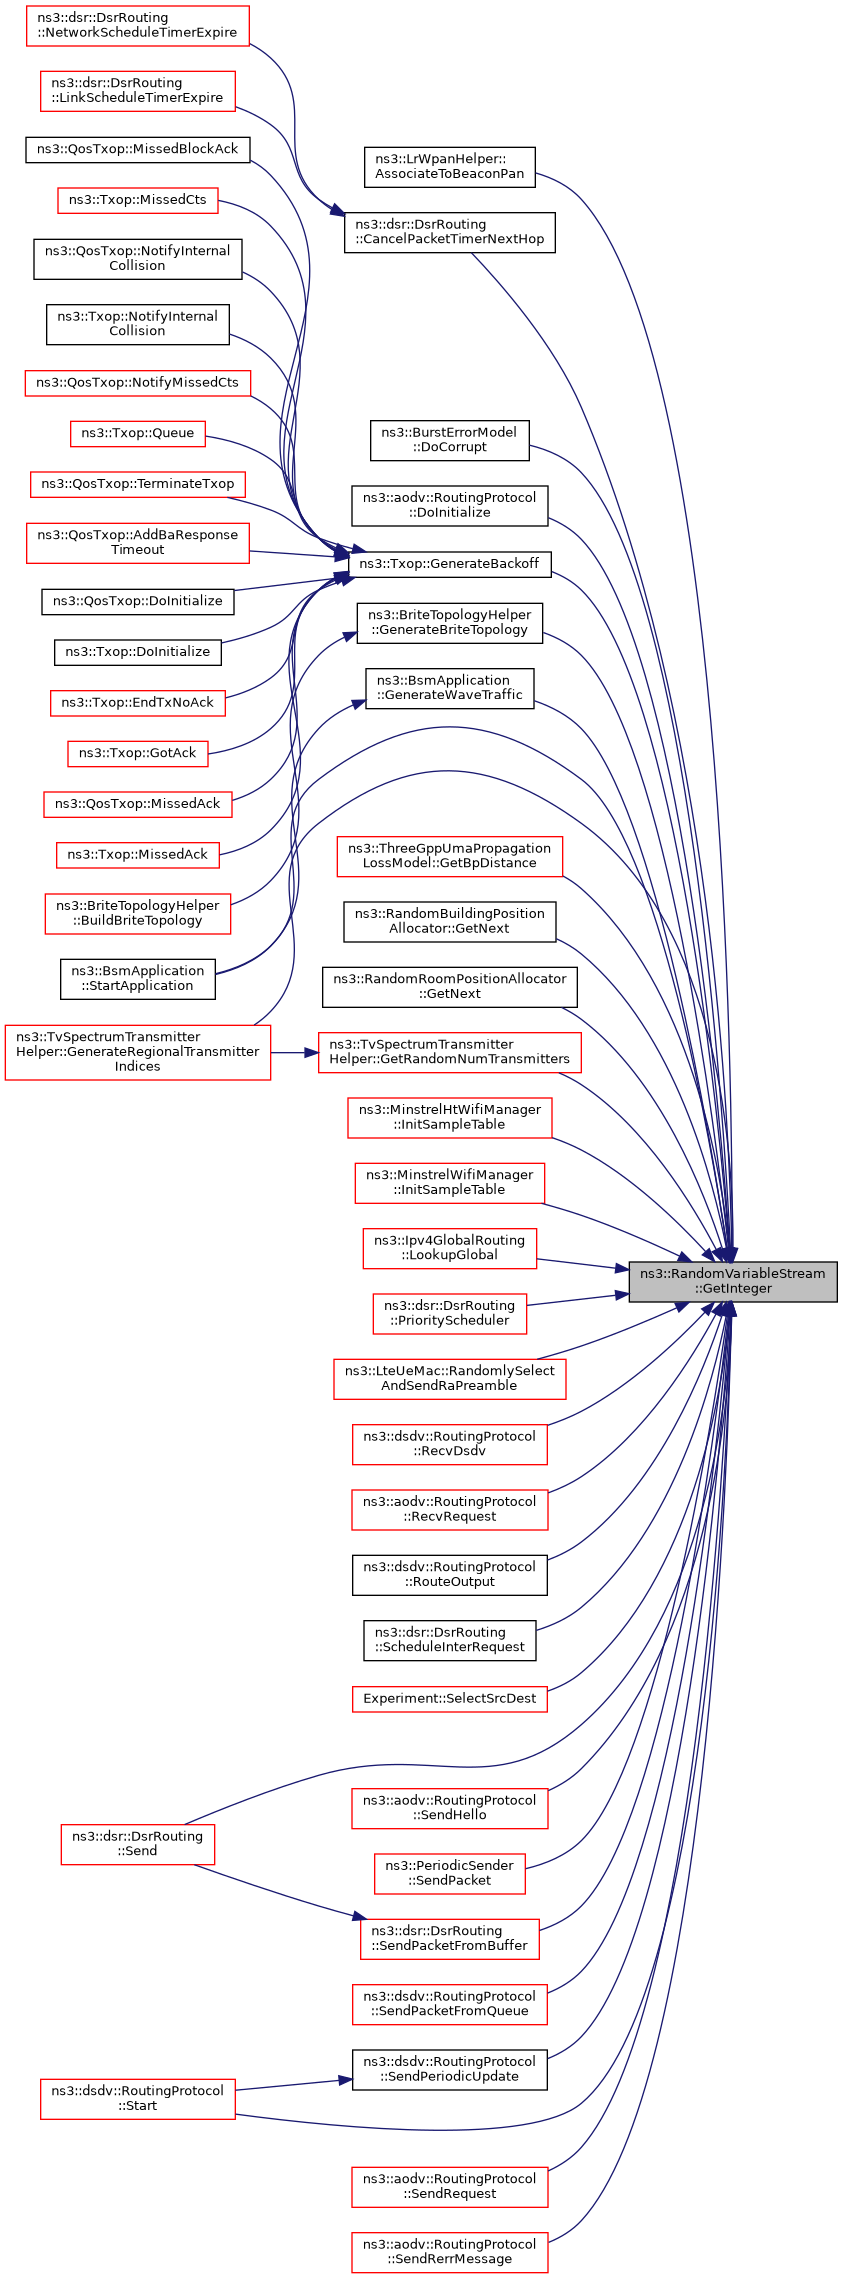 ns3::dsr::DsrRouting
::NetworkScheduleTimerExpire
ns3::dsr::DsrRouting
::LinkScheduleTimerExpire
ns3::QosTxop::MissedBlockAck
ns3::Txop::MissedCts
ns3::QosTxop::NotifyInternal
Collision
ns3::Txop::NotifyInternal
Collision
ns3::QosTxop::NotifyMissedCts
ns3::Txop::Queue
ns3::QosTxop::TerminateTxop
ns3::QosTxop::AddBaResponse
Timeout
ns3::QosTxop::DoInitialize
ns3::Txop::DoInitialize
ns3::Txop::EndTxNoAck
ns3::Txop::GotAck
ns3::QosTxop::MissedAck
ns3::Txop::MissedAck
ns3::BriteTopologyHelper
::BuildBriteTopology
ns3::BsmApplication
::StartApplication
ns3::TvSpectrumTransmitter
Helper::GenerateRegionalTransmitter
Indices
ns3::dsr::DsrRouting
::Send
ns3::dsdv::RoutingProtocol
::Start
ns3::LrWpanHelper::
AssociateToBeaconPan
ns3::dsr::DsrRouting
::CancelPacketTimerNextHop
ns3::BurstErrorModel
::DoCorrupt
ns3::aodv::RoutingProtocol
::DoInitialize
ns3::Txop::GenerateBackoff
ns3::BriteTopologyHelper
::GenerateBriteTopology
ns3::BsmApplication
::GenerateWaveTraffic
ns3::ThreeGppUmaPropagation
LossModel::GetBpDistance
ns3::RandomBuildingPosition
Allocator::GetNext
ns3::RandomRoomPositionAllocator
::GetNext
ns3::TvSpectrumTransmitter
Helper::GetRandomNumTransmitters
ns3::MinstrelHtWifiManager
::InitSampleTable
ns3::MinstrelWifiManager
::InitSampleTable
ns3::Ipv4GlobalRouting
::LookupGlobal
ns3::dsr::DsrRouting
::PriorityScheduler
ns3::LteUeMac::RandomlySelect
AndSendRaPreamble
ns3::dsdv::RoutingProtocol
::RecvDsdv
ns3::aodv::RoutingProtocol
::RecvRequest
ns3::dsdv::RoutingProtocol
::RouteOutput
ns3::dsr::DsrRouting
::ScheduleInterRequest
Experiment::SelectSrcDest
ns3::aodv::RoutingProtocol
::SendHello
ns3::PeriodicSender
::SendPacket
ns3::dsr::DsrRouting
::SendPacketFromBuffer
ns3::dsdv::RoutingProtocol
::SendPacketFromQueue
ns3::dsdv::RoutingProtocol
::SendPeriodicUpdate
ns3::aodv::RoutingProtocol
::SendRequest
ns3::aodv::RoutingProtocol
::SendRerrMessage
ns3::RandomVariableStream
::GetInteger